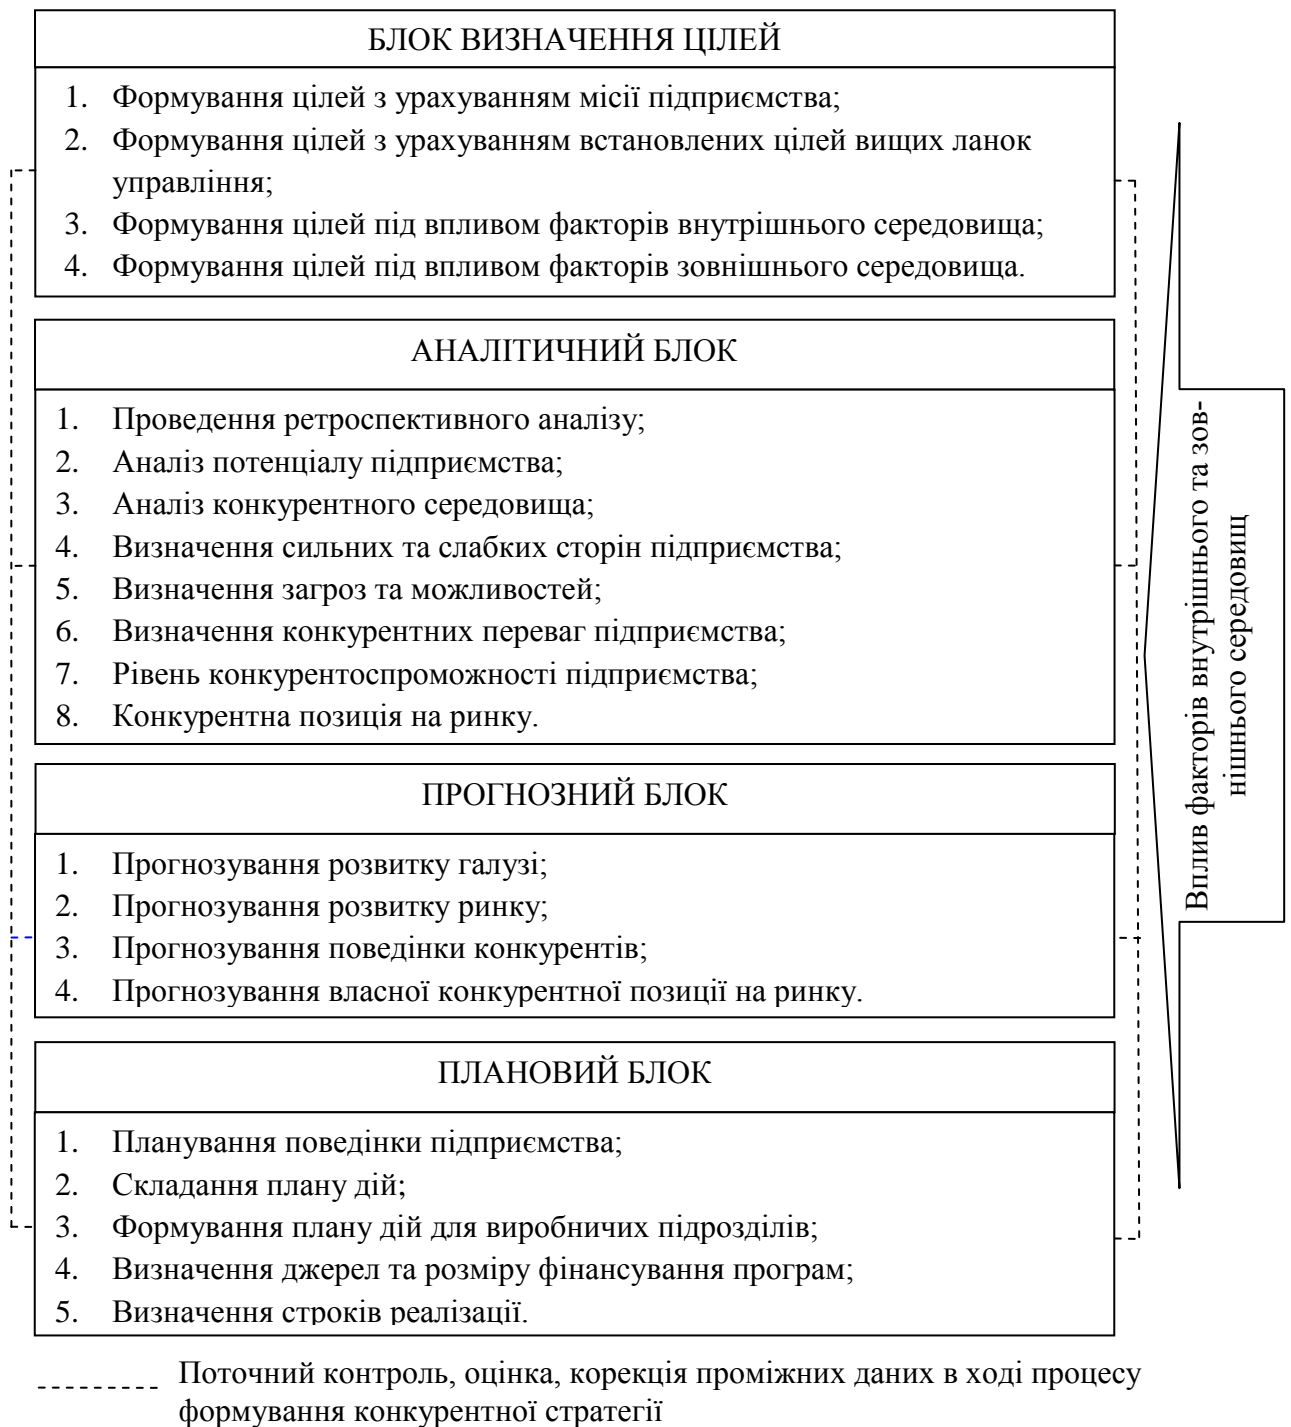 БЛОК ВИЗНАЧЕННЯ ЦІЛЕЙ
1. Формування цілей з урахуванням місії підприємства;
2. Формування цілей з урахуванням встановлених цілей вищих ланок
управління;
3. Формування цілей під впливом факторів внутрішнього середовища;
4. Формування цілей під впливом факторів зовнішнього середовища.
АНАЛІТИЧНИЙ БЛОК
1. Проведення ретроспективного аналізу;
2. Аналіз потенціалу підприємства;
3. Аналіз конкурентного середовища;
4. Визначення сильних та слабких сторін підприємства;
5. Визначення загроз та можливостей;
6. Визначення конкурентних переваг підприємства;
7. Рівень конкурентоспроможності підприємства;
8. Конкурентна позиція на ринку.
ПРОГНОЗНИЙ БЛОК
1. Прогнозування розвитку галузі;
2. Прогнозування розвитку ринку;
3. Прогнозування поведінки конкурентів;
4. Прогнозування власної конкурентної позиції на ринку.
ПЛАНОВИЙ БЛОК
1. Планування поведінки підприємства;
2. Складання плану дій;
3. Формування плану дій для виробничих підрозділів;
4. Визначення джерел та розміру фінансування програм;
5. Визначення строків реалізації.
Вплив факторів внутрішнього та зов-
нішнього середовищ
Поточний контроль, оцінка, корекція проміжних даних в ході процесу
формування конкурентної стратегії